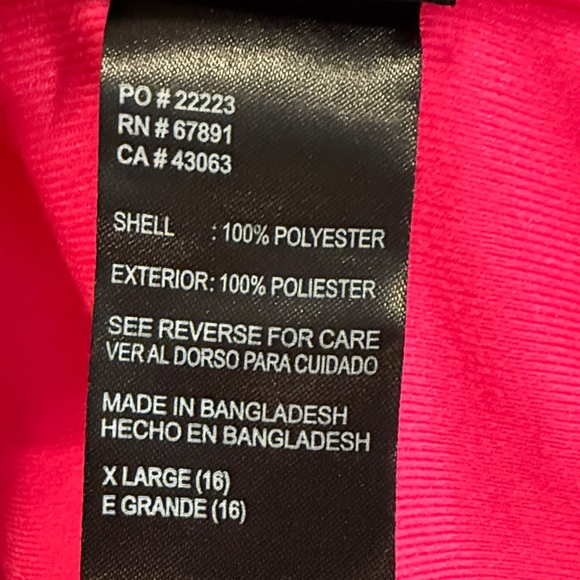 PO # 22223
RN # 67891
CA # 43063
SHELL : 100% POLYESTER
EXTERIOR: 100% POLIESTER
SEE REVERSE FOR CARE
VER AL DORSO PARA CUIDADO
MADE IN BANGLADESH
HECHO EN BANGLADESH
X LARGE (16)
E GRANDE (16)